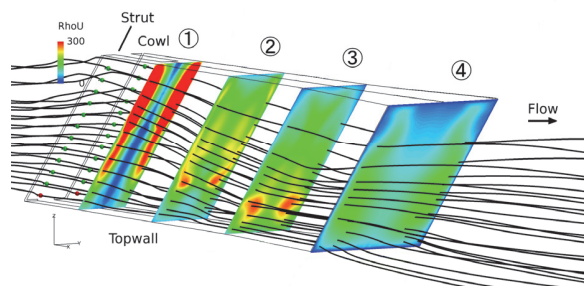 Strut
RhoU
300
0
Cowl
①
②
③
④
Flow
z
x
Y
Topwall